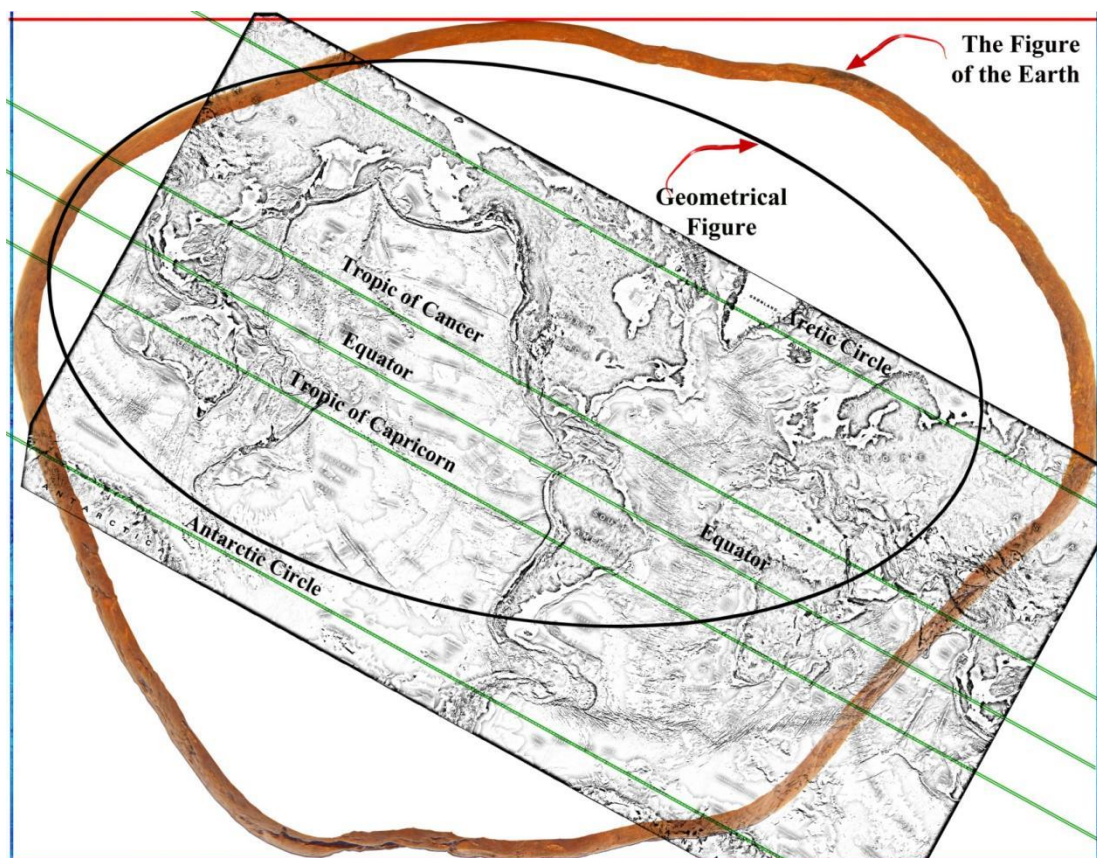 The Figure
of the Earth
Geometrical
Figure
Tropic of Cancer
Arctic Circle
Equator
Tropic of Capricorn
Equator
Antarctic Circle
ANTARCTIC